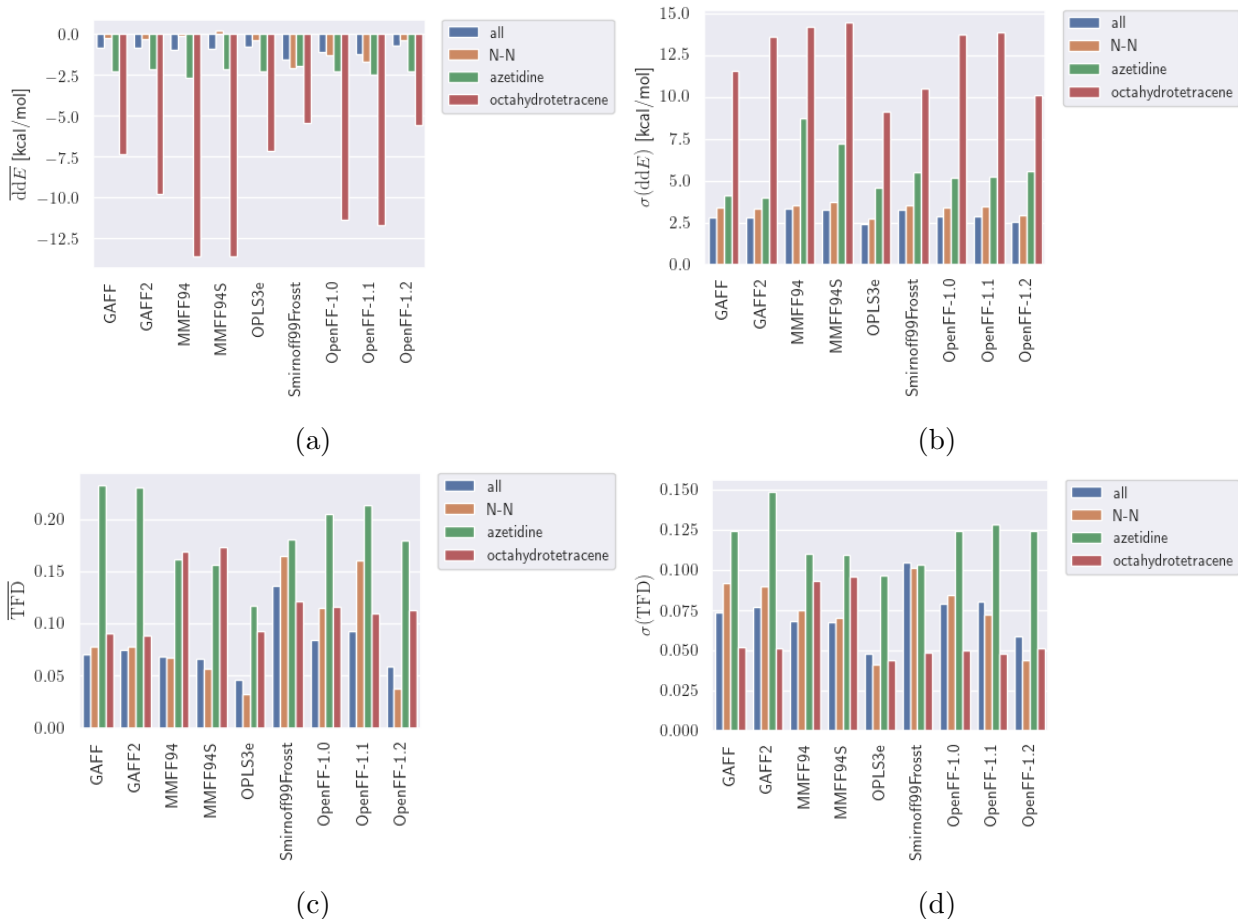 0.0
−2.5
−5.0
−7.5
−10.0
−12.5
ddE [kcal/mol]
GAFF
GAFF2
MMFF94
MMFF94S
OPLS3e
Smirnoff99Frosst
OpenFF-1.0
OpenFF-1.1
OpenFF-1.2
all
N-N
azetidine
octahydrotetracene
(a)
15.0
12.5
10.0
7.5
5.0
2.5
0.0
σ(ddE) [kcal/mol]
GAFF
GAFF2
MMFF94
MMFF94S
OPLS3e
Smirnoff99Frosst
OpenFF-1.0
OpenFF-1.1
OpenFF-1.2
all
N-N
azetidine
octahydrotetracene
(b)
0.20
0.15
0.10
0.05
0.00
TFD
GAFF
GAFF2
MMFF94
MMFF94S
OPLS3e
Smirnoff99Frosst
OpenFF-1.0
OpenFF-1.1
OpenFF-1.2
all
N-N
azetidine
octahydrotetracene
(c)
0.150
0.125
0.100
0.075
0.050
0.025
0.000
σ(TFD)
GAFF
GAFF2
MMFF94
MMFF94S
OPLS3e
Smirnoff99Frosst
OpenFF-1.0
OpenFF-1.1
OpenFF-1.2
all
N-N
azetidine
octahydrotetracene
(d)